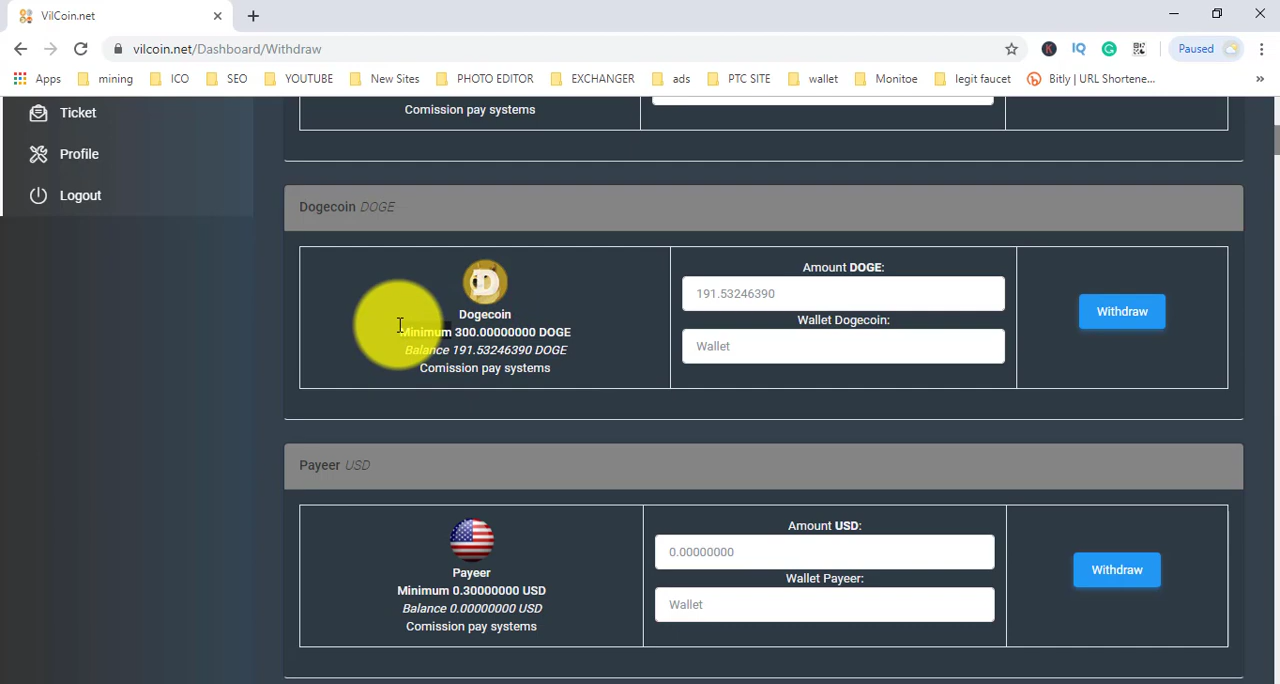 VilCoin.net
vilcoin.net/Dashboard/Withdraw
Paused
Apps mining ICO SEO YOUTUBE New Sites PHOTO EDITOR EXCHANGER ads PTC SITE wallet Monitoe legit faucet Bitly | URL Shortene... »
Ticket
Profile
Logout
Comission pay systems
Dogecoin DOGE
Dogecoin
Minimum 300.00000000 DOGE
Balance 191.53246390 DOGE
Comission pay systems
Amount DOGE:
191.53246390
Wallet Dogecoin:
Wallet
Withdraw
Payeer USD
Payeer
Minimum 0.30000000 USD
Balance 0.00000000 USD
Comission pay systems
Amount USD:
0.00000000
Wallet Payeer:
Wallet
Withdraw